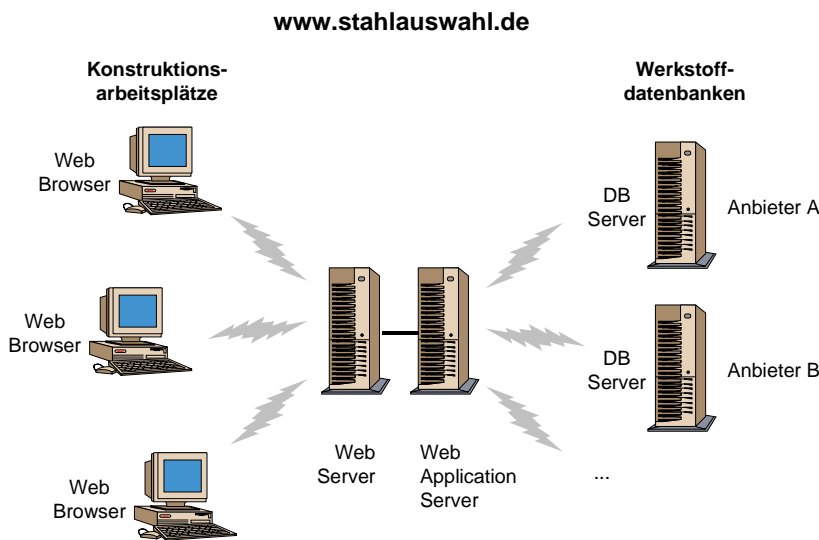 www.stahlauswahl.de
Konstruktions-
arbeitsplätze
Werkstoff-
datenbanken
Web
Browser
DB
Server
Anbieter A
Web
Browser
DB
Server
Anbieter B
Web
Server
Web
Application
Server
...
Web
Browser